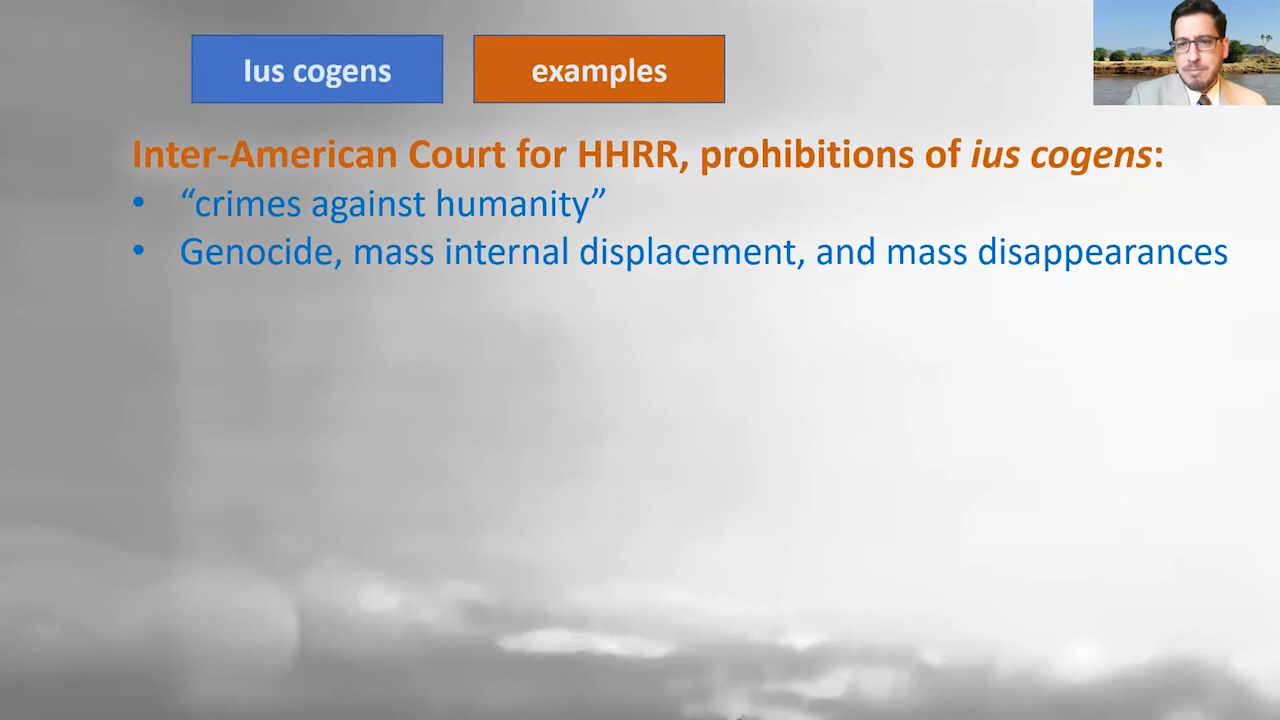 Ius cogens
examples
Inter-American Court for HHRR, prohibitions of ius cogens:
• “crimes against humanity”
• Genocide, mass internal displacement, and mass disappearances